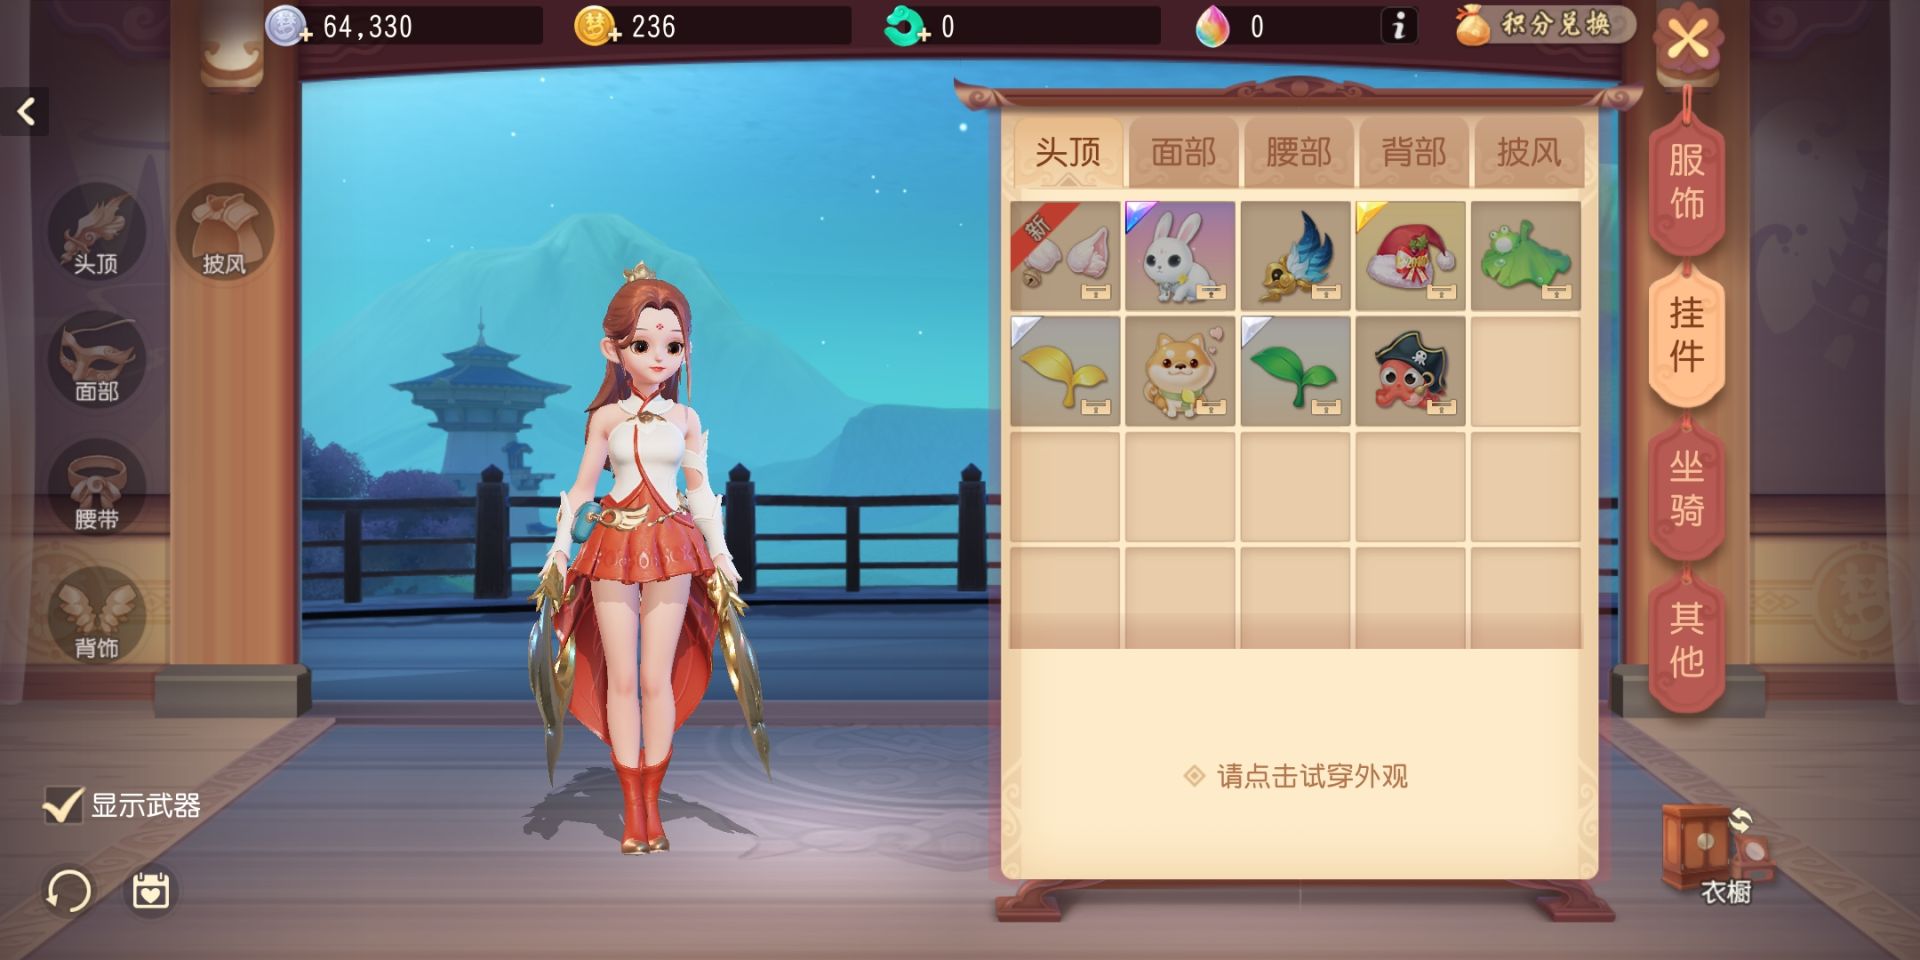 64,330
236
0
0
积分兑换
头顶
面部
腰部
背部
披风
新
头顶
披风
面部
腰带
背饰
服饰
挂件
坐骑
其他
请点击试穿外观
显示武器
衣橱